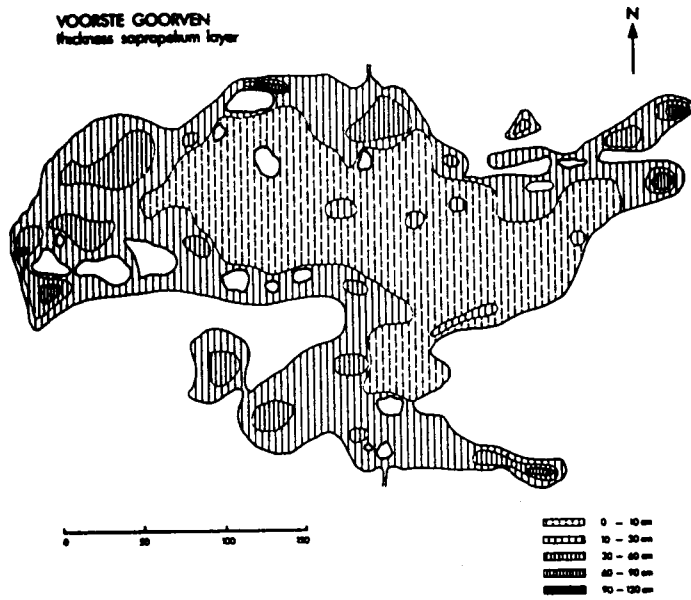 VOORSTE GOORVEN
thickness sapropelium layer
N
0 50 100 150
0 – 10 cm
10 – 30 cm
30 – 60 cm
60 – 90 cm
90 – 130 cm